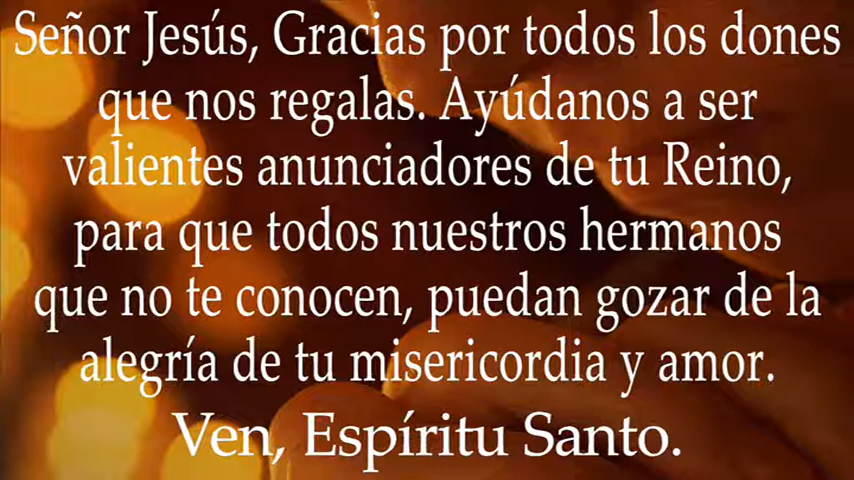 Señor Jesús, Gracias por todos los dones
que nos regalas. Ayúdanos a ser
valientes anunciadores de tu Reino,
para que todos nuestros hermanos
que no te conocen, puedan gozar de la
alegría de tu misericordia y amor.
Ven, Espíritu Santo.